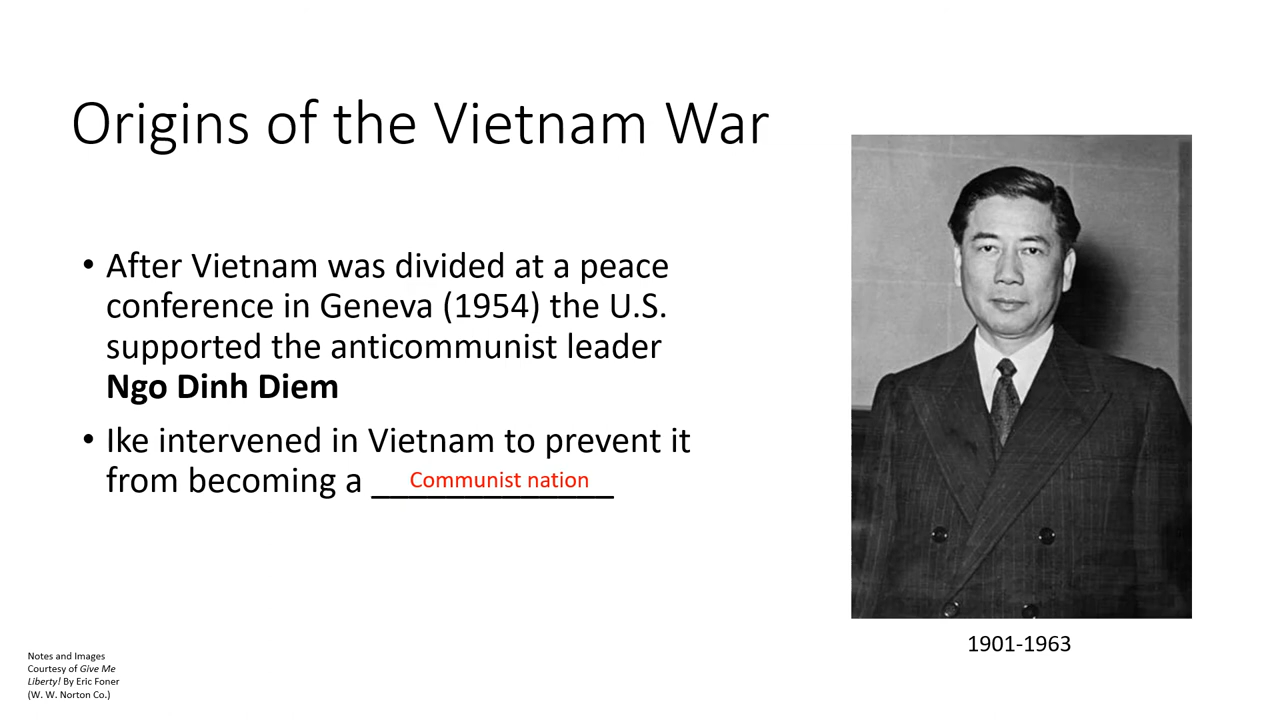 Origins of the Vietnam War
• After Vietnam was divided at a peace
conference in Geneva (1954) the U.S.
supported the anticommunist leader
Ngo Dinh Diem
• Ike intervened in Vietnam to prevent it
from becoming a ______________ Communist nation
1901-1963
Notes and Images
Courtesy of Give Me
Liberty! By Eric Foner
(W. W. Norton Co.)